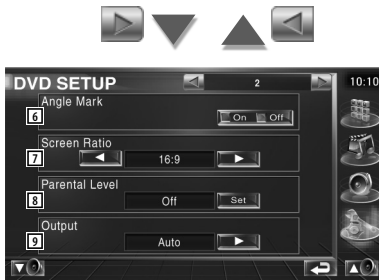 DVD SETUP 2 10:10
Angle Mark
6 On Off
Screen Ratio
7 16:9
Parental Level
8 Off Set
Output
9 Auto